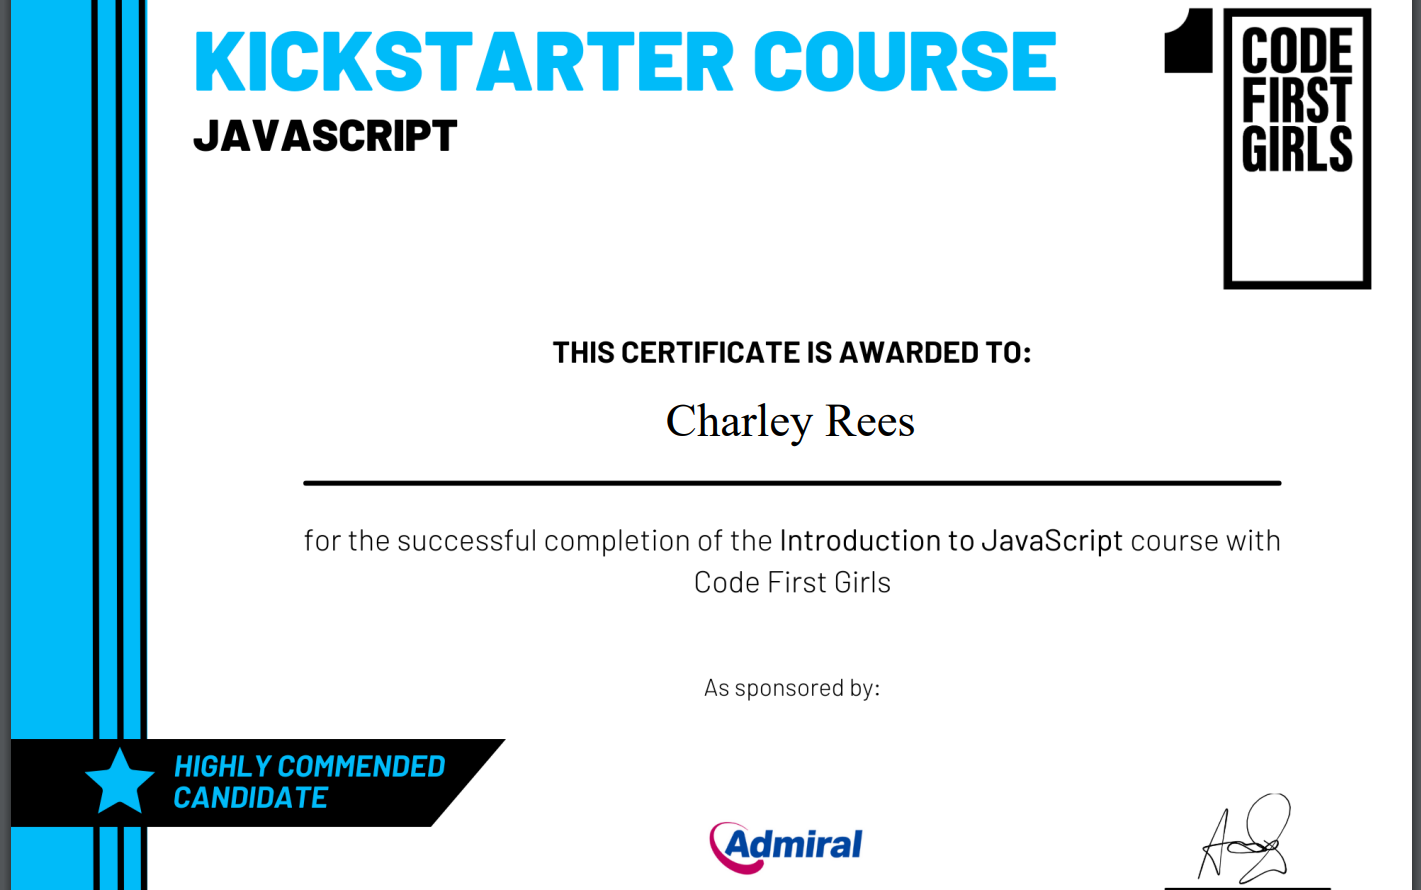 KICKSTARTER COURSE
JAVASCRIPT
CODE
FIRST
GIRLS
THIS CERTIFICATE IS AWARDED TO:
Charley Rees
for the successful completion of the Introduction to JavaScript course with
Code First Girls
As sponsored by:
HIGHLY COMMENDED
CANDIDATE
Admiral